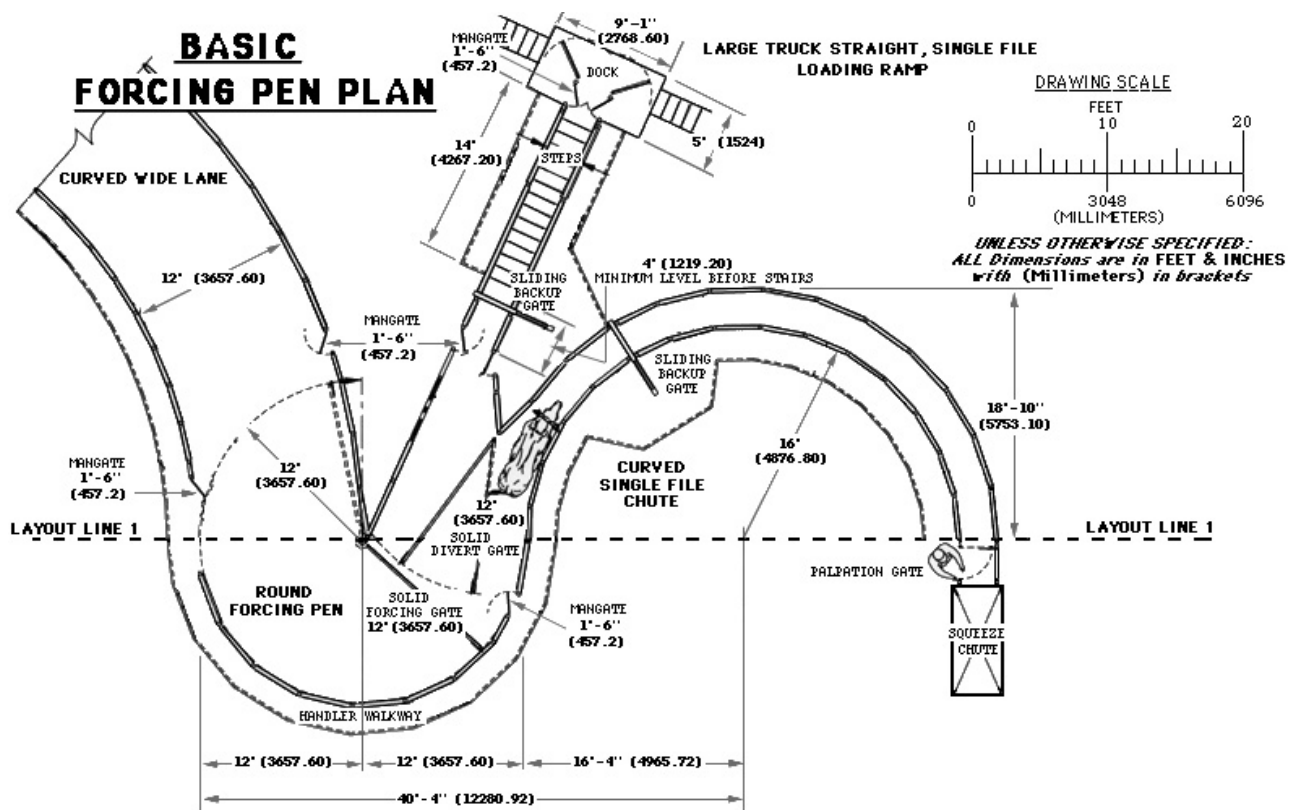 BASIC
FORCING PEN PLAN
MANGATE
1'-6"
(457.2)
9'-1"
(2768.60)
DOCK
LARGE TRUCK STRAIGHT, SINGLE FILE
LOADING RAMP
DRAWING SCALE
FEET
0 10 20
0 3048 6096
(MILLIMETERS)
UNLESS OTHERWISE SPECIFIED:
ALL Dimensions are in FEET & INCHES
with (Millimeters) in brackets
5' (1524)
14'
(4267.20)
STEPS
CURVED WIDE LANE
12' (3657.60)
SLIDING
BACKUP
GATE
4' (1219.20)
MINIMUM LEVEL BEFORE STAIRS
MANGATE
1'-6"
(457.2)
SLIDING
BACKUP
GATE
18'-10"
(5753.10)
16'
(4876.80)
12'
(3657.60)
MANGATE
1'-6"
(457.2)
CURVED
SINGLE FILE
CHUTE
12'
(3657.60)
SOLID
DIVERT GATE
LAYOUT LINE 1
LAYOUT LINE 1
PALPATION GATE
ROUND
FORCING PEN
SOLID
FORCING GATE
12' (3657.60)
MANGATE
1'-6"
(457.2)
SQUEEZE
CHUTE
HANDLER WALKWAY
12' (3657.60)
12' (3657.60)
16'-4" (4965.72)
40'-4" (12280.92)